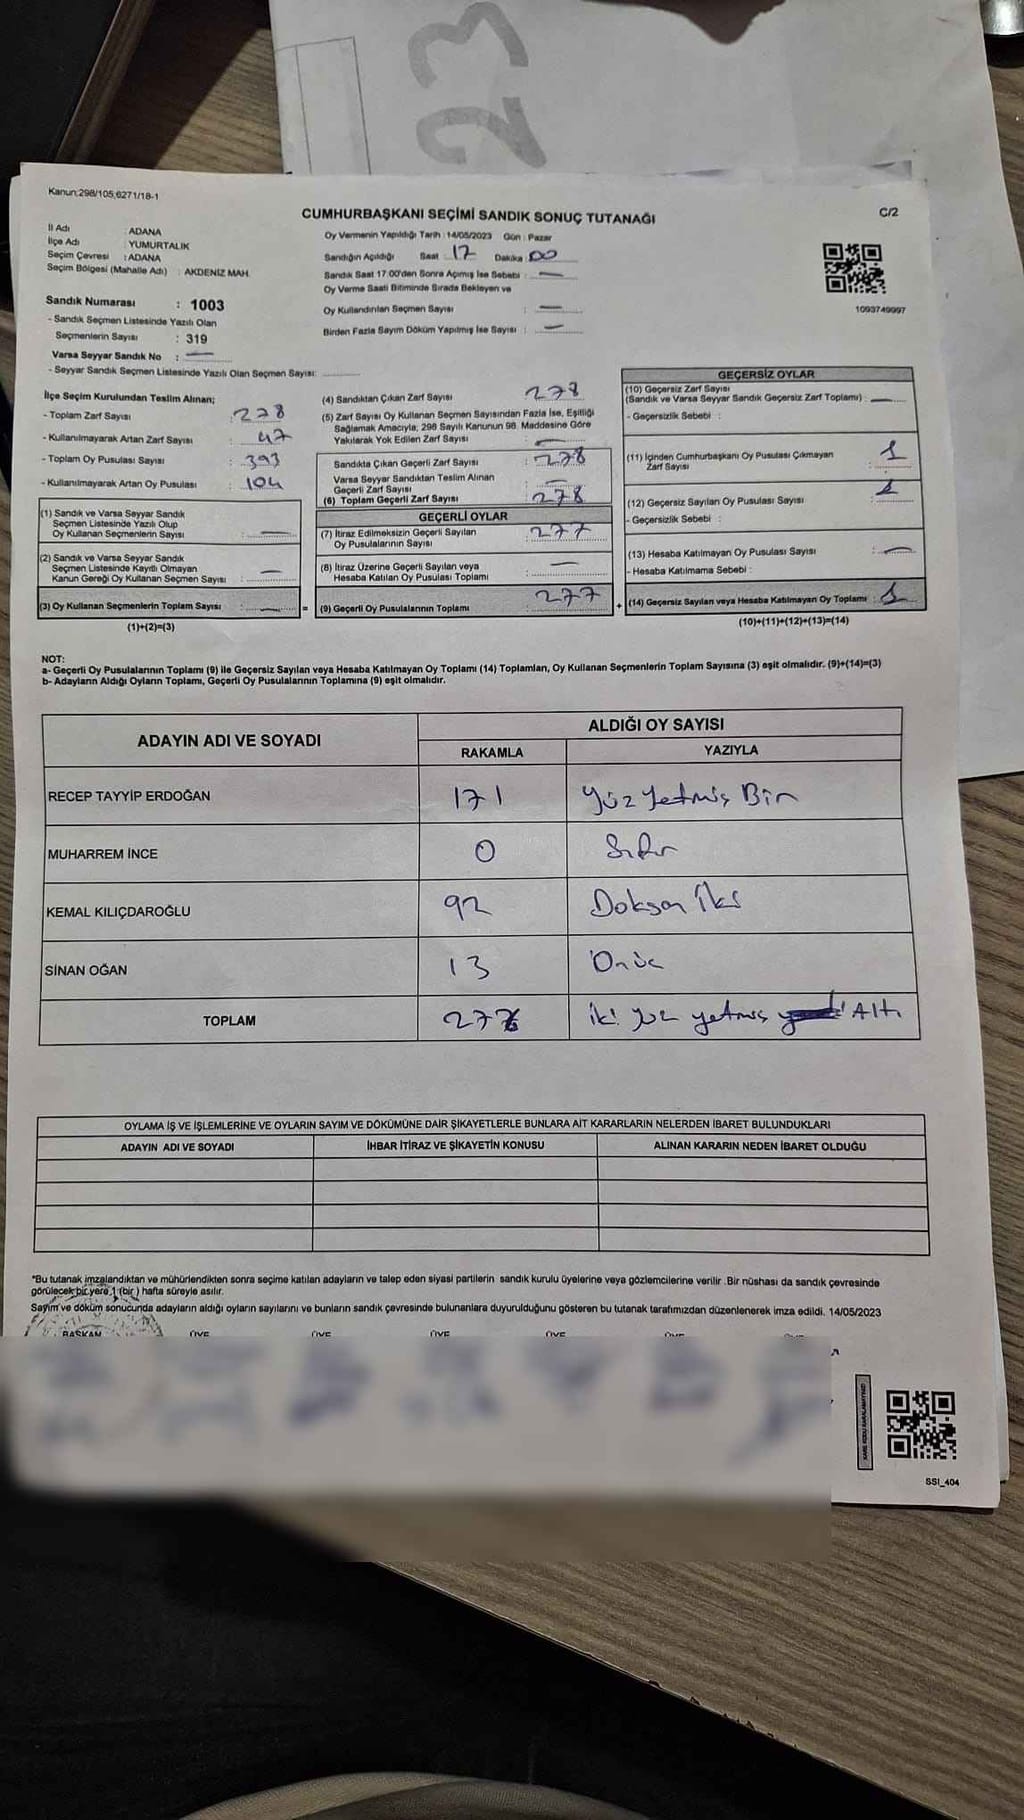 Kanun;298/105;6271/18-1
CUMHURBAŞKANI SEÇİMİ SANDIK SONUÇ TUTANAĞI
C/2
İl Adı : ADANA
İlçe Adı : YUMURTALIK
Seçim Çevresi : ADANA
Seçim Bölgesi (Mahalle Adı) : AKDENİZ MAH.
Oy Vermenin Yapıldığı Tarih : 14/05/2023 Gün : Pazar
Sandığın Açıldığı Saat 17 Dakika 00
Sandık Saat 17:00'den Sonra Açılmış İse Sebebi : —
Oy Verme Saati Bitiminde Sırada Bekleyen ve
Oy Kullandırılan Seçmen Sayısı : —
Birden Fazla Sayım Döküm Yapılmış İse Sayısı : —
1093749997
Sandık Numarası : 1003
- Sandık Seçmen Listesinde Yazılı Olan
Seçmenlerin Sayısı : 319
Varsa Seyyar Sandık No : —
- Seyyar Sandık Seçmen Listesinde Yazılı Olan Seçmen Sayısı:
İlçe Seçim Kurulundan Teslim Alınan;
- Toplam Zarf Sayısı : 278
- Kullanılmayarak Artan Zarf Sayısı : 47
- Toplam Oy Pusulası Sayısı : 393
- Kullanılmayarak Artan Oy Pusulası : 104
(1) Sandık ve Varsa Seyyar Sandık
Seçmen Listesinde Yazılı Olup
Oy Kullanan Seçmenlerin Sayısı : —
(2) Sandık ve Varsa Seyyar Sandık
Seçmen Listesinde Kayıtlı Olmayan
Kanun Gereği Oy Kullanan Seçmen Sayısı : —
(3) Oy Kullanan Seçmenlerin Toplam Sayısı : —
(1)+(2)=(3)
(4) Sandıktan Çıkan Zarf Sayısı : 278
(5) Zarf Sayısı Oy Kullanan Seçmen Sayısından Fazla İse, Eşitliği
Sağlamak Amacıyla; 298 Sayılı Kanunun 98. Maddesine Göre
Yakılarak Yok Edilen Zarf Sayısı : —
Sandıkta Çıkan Geçerli Zarf Sayısı : 278
Varsa Seyyar Sandıktan Teslim Alınan
Geçerli Zarf Sayısı : —
(6) Toplam Geçerli Zarf Sayısı : 278
GEÇERLİ OYLAR
(7) İtiraz Edilmeksizin Geçerli Sayılan
Oy Pusulalarının Sayısı : 277
(8) İtiraz Üzerine Geçerli Sayılan veya
Hesaba Katılan Oy Pusulası Toplamı : —
(9) Geçerli Oy Pusulalarının Toplamı : 277
=
+
GEÇERSİZ OYLAR
(10) Geçersiz Zarf Sayısı
(Sandık ve Varsa Seyyar Sandık Geçersiz Zarf Toplamı) : —
- Geçersizlik Sebebi :
(11) İçinden Cumhurbaşkanı Oy Pusulası Çıkmayan
Zarf Sayısı : 1
(12) Geçersiz Sayılan Oy Pusulası Sayısı :
- Geçersizlik Sebebi :
(13) Hesaba Katılmayan Oy Pusulası Sayısı : —
- Hesaba Katılmama Sebebi :
(14) Geçersiz Sayılan veya Hesaba Katılmayan Oy Toplamı : 1
(10)+(11)+(12)+(13)=(14)
NOT:
a- Geçerli Oy Pusulalarının Toplamı (9) ile Geçersiz Sayılan veya Hesaba Katılmayan Oy Toplamı (14) Toplamları, Oy Kullanan Seçmenlerin Toplam Sayısına (3) eşit olmalıdır. (9)+(14)=(3)
b- Adayların Aldığı Oyların Toplamı, Geçerli Oy Pusulalarının Toplamına (9) eşit olmalıdır.
ADAYIN ADI VE SOYADI
ALDIĞI OY SAYISI
RAKAMLA YAZIYLA
RECEP TAYYİP ERDOĞAN 171 Yüz Yetmiş Bir
MUHARREM İNCE 0 Sıfır
KEMAL KILIÇDAROĞLU 92 Doksan İki
SİNAN OĞAN 13 Onüç
TOPLAM 276 iki yüz yetmiş Altı
OYLAMA İŞ VE İŞLEMLERİNE VE OYLARIN SAYIM VE DÖKÜMÜNE DAİR ŞİKAYETLERLE BUNLARA AİT KARARLARIN NELERDEN İBARET BULUNDUKLARI
ADAYIN ADI VE SOYADI İHBAR İTİRAZ VE ŞİKAYETİN KONUSU ALINAN KARARIN NEDEN İBARET OLDUĞU
*Bu tutanak imzalandıktan ve mühürlendikten sonra seçime katılan adayların ve talep eden siyasi partilerin sandık kurulu üyelerine veya gözlemcilerine verilir .Bir nüshası da sandık çevresinde
görülecek bir yere 1 (bir ) hafta süreyle asılır.
Sayım ve döküm sonucunda adayların aldığı oyların sayılarını ve bunların sandık çevresinde bulunanlara duyurulduğunu gösteren bu tutanak tarafımızdan düzenlenerek imza edildi. 14/05/2023
BAŞKAN ÜYE ÜYE ÜYE ÜYE
KARE KODU KARALAMAYINIZ!
SSI_404